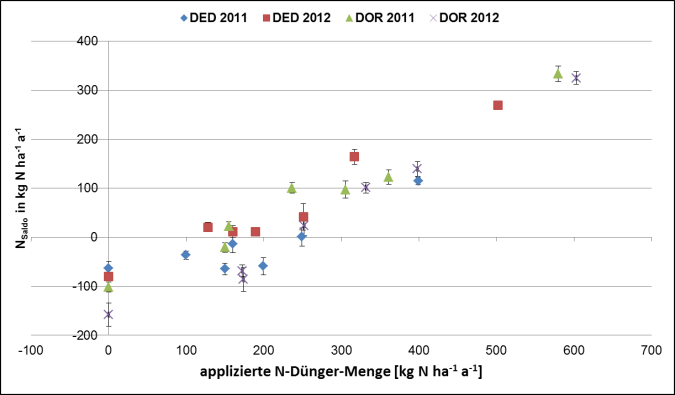 DED 2011 DED 2012 DOR 2011 DOR 2012
400
300
200
100
0
-100
-200
-100 0 100 200 300 400 500 600 700
N_Saldo in kg N ha⁻¹ a⁻¹
applizierte N-Dünger-Menge [kg N ha⁻¹ a⁻¹]